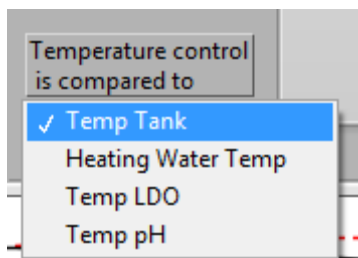 Temperature control
is compared to
✓ Temp Tank
Heating Water Temp
Temp LDO
Temp pH